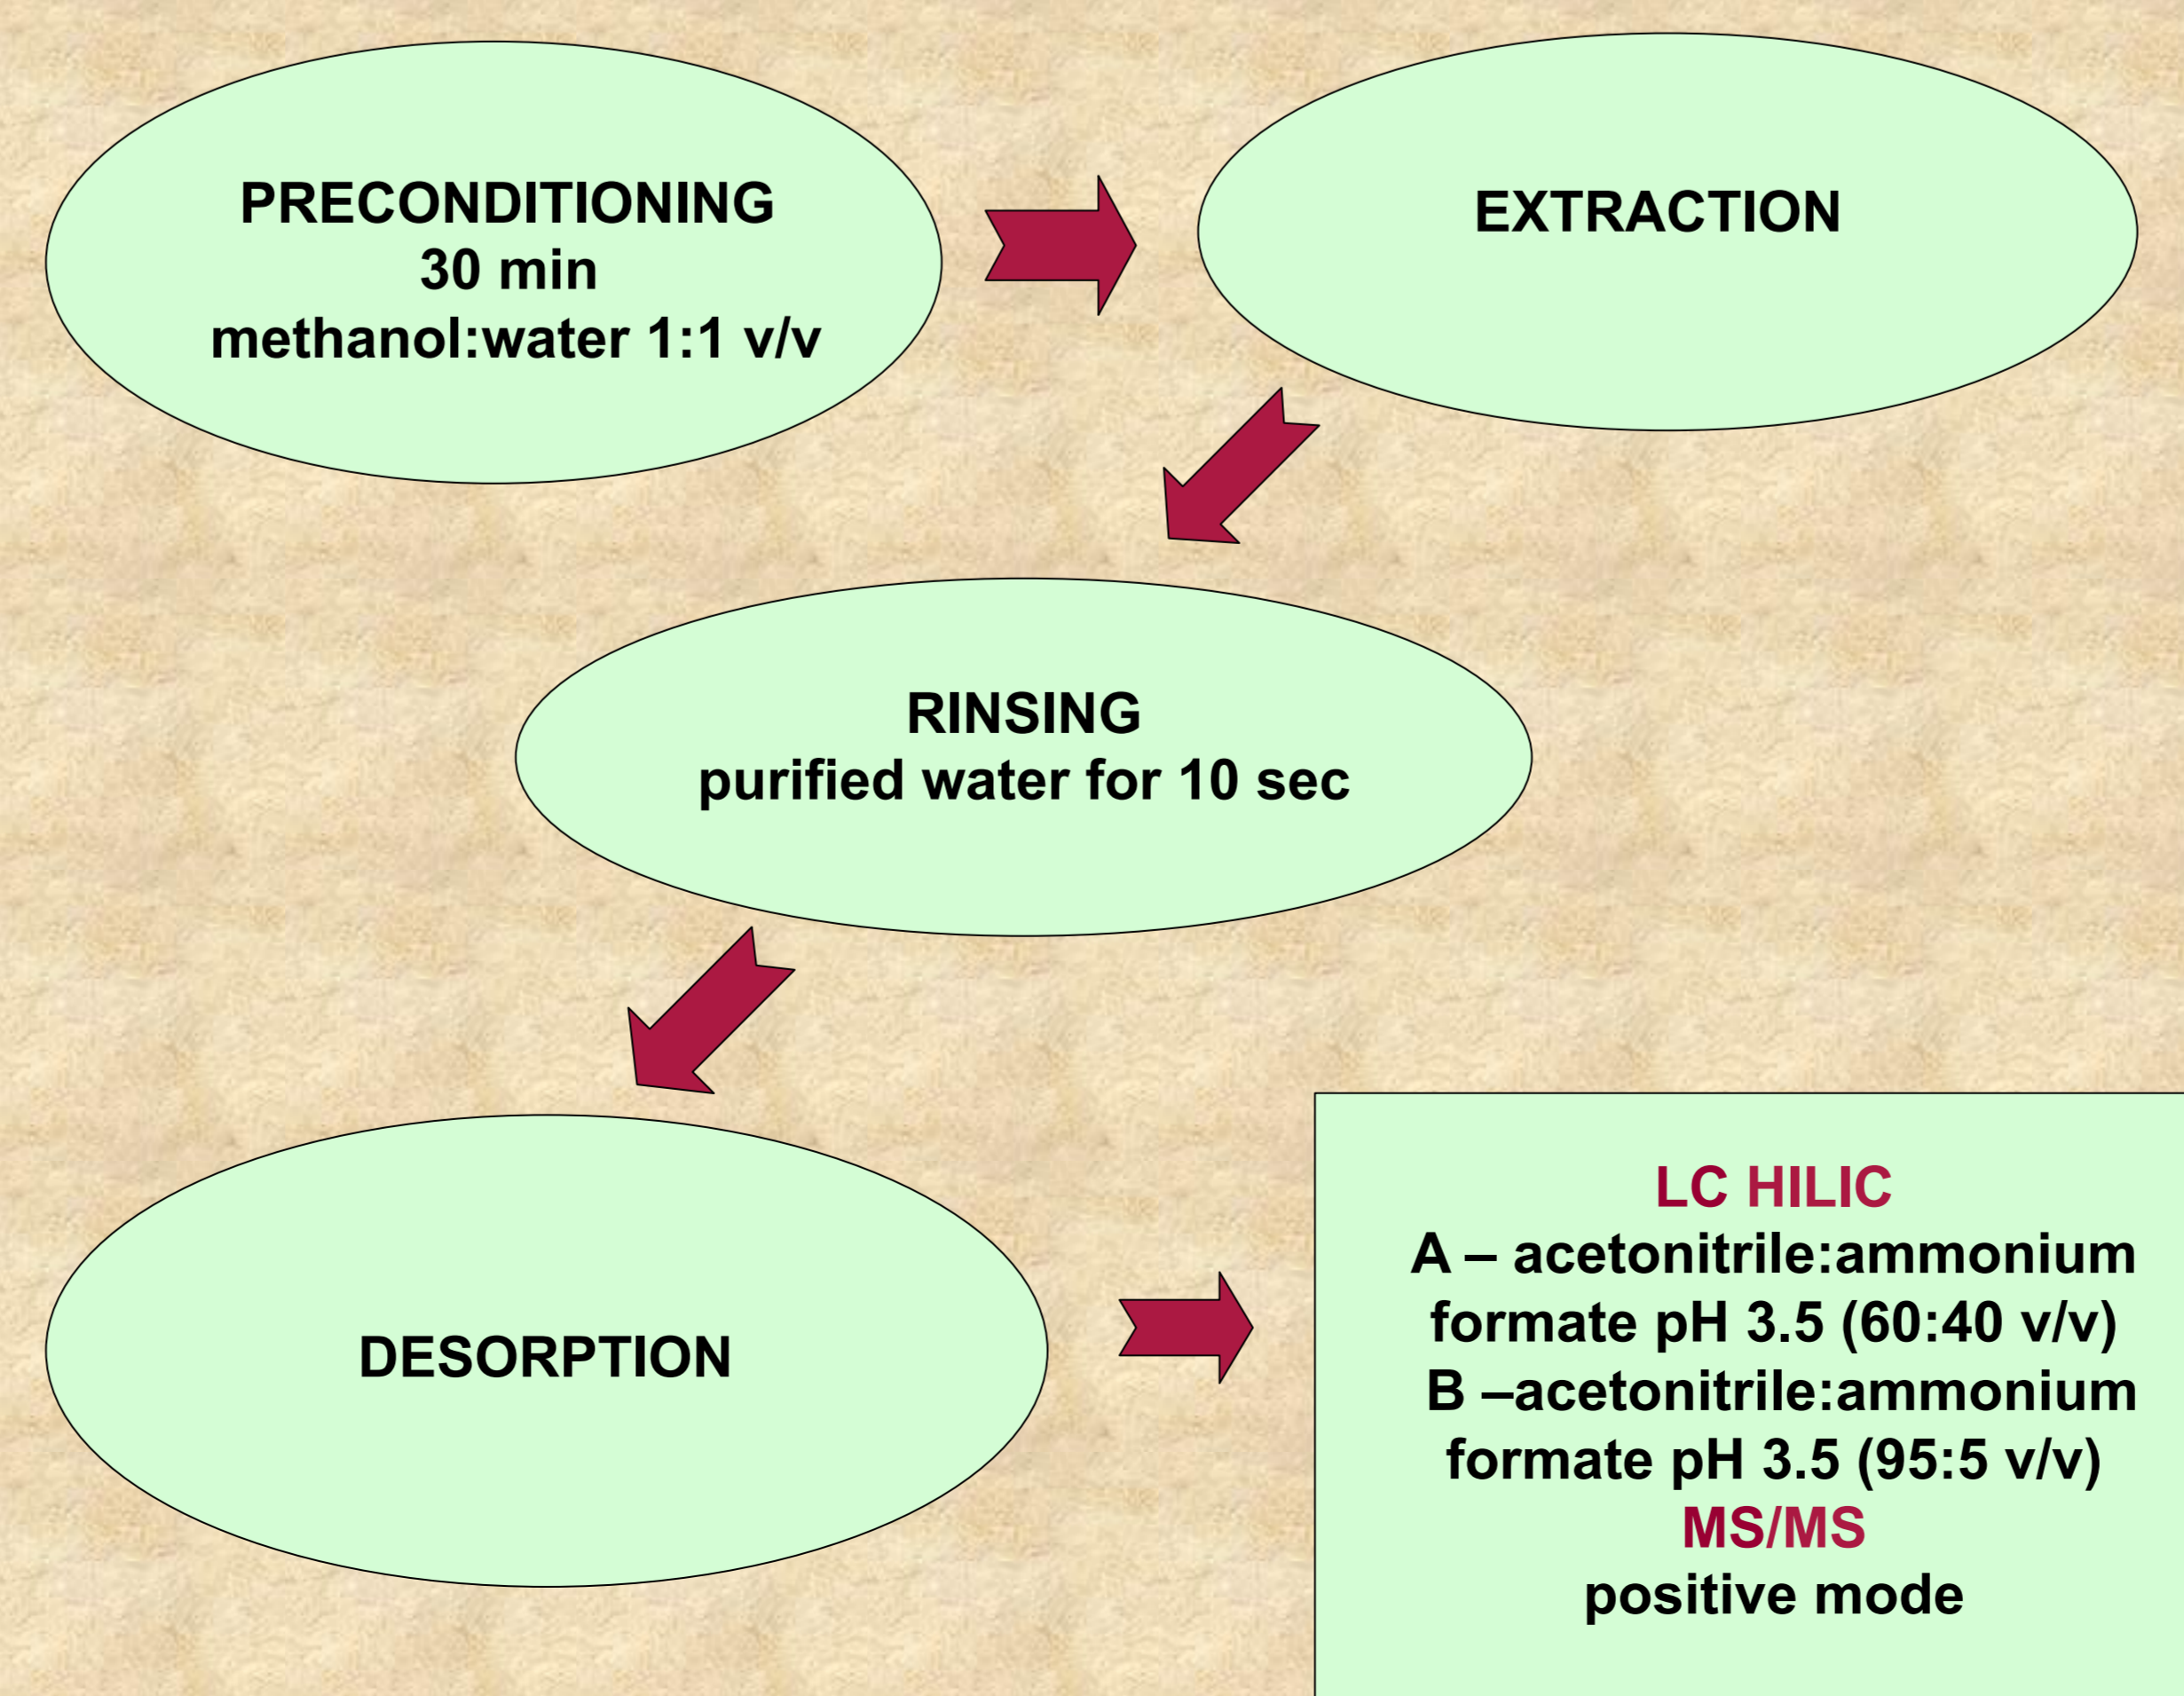 PRECONDITIONING
30 min
methanol:water 1:1 v/v
EXTRACTION
RINSING
purified water for 10 sec
DESORPTION
LC HILIC
A – acetonitrile:ammonium
formate pH 3.5 (60:40 v/v)
B –acetonitrile:ammonium
formate pH 3.5 (95:5 v/v)
MS/MS
positive mode